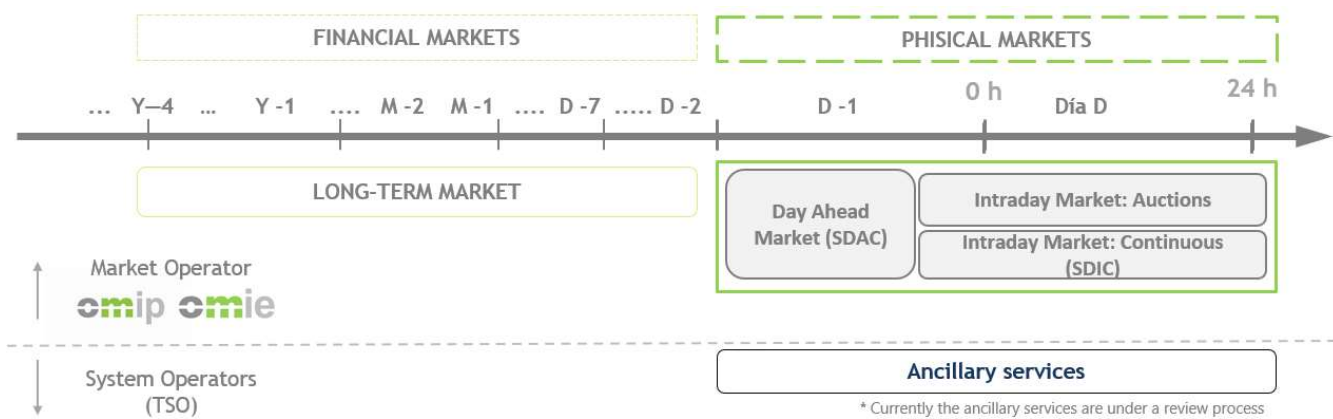 FINANCIAL MARKETS
PHISICAL MARKETS
... Y—4 ... Y -1 .... M -2 M -1 .... D -7 ..... D -2 D -1 0 h Día D 24 h
LONG-TERM MARKET
Day Ahead
Market (SDAC)
Intraday Market: Auctions
Intraday Market: Continuous
(SDIC)
Market Operator
omip omie
System Operators
(TSO)
Ancillary services
* Currently the ancillary services are under a review process